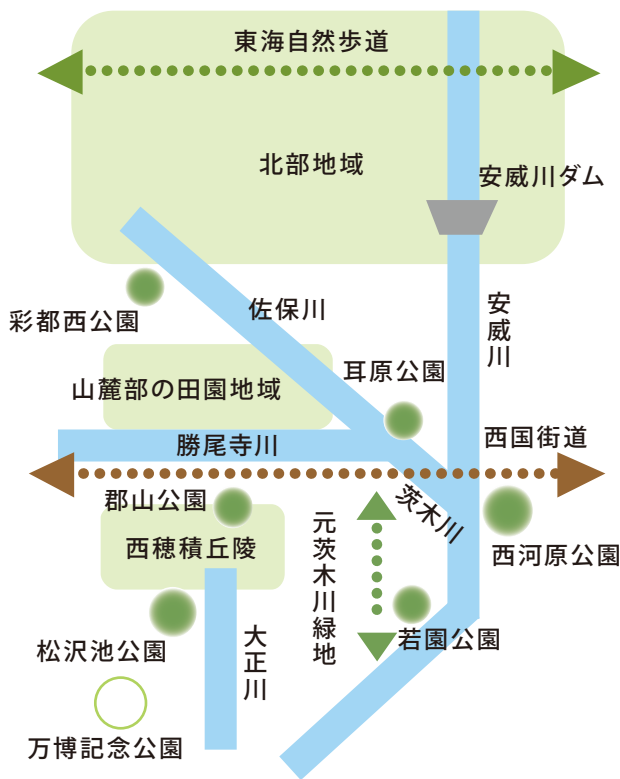 東海自然歩道
北部地域
安威川ダム
安威川
佐保川
彩都西公園
耳原公園
山麓部の田園地域
西国街道
勝尾寺川
郡山公園
茨木川
元茨木川緑地
西穂積丘陵
西河原公園
大正川
若園公園
松沢池公園
万博記念公園